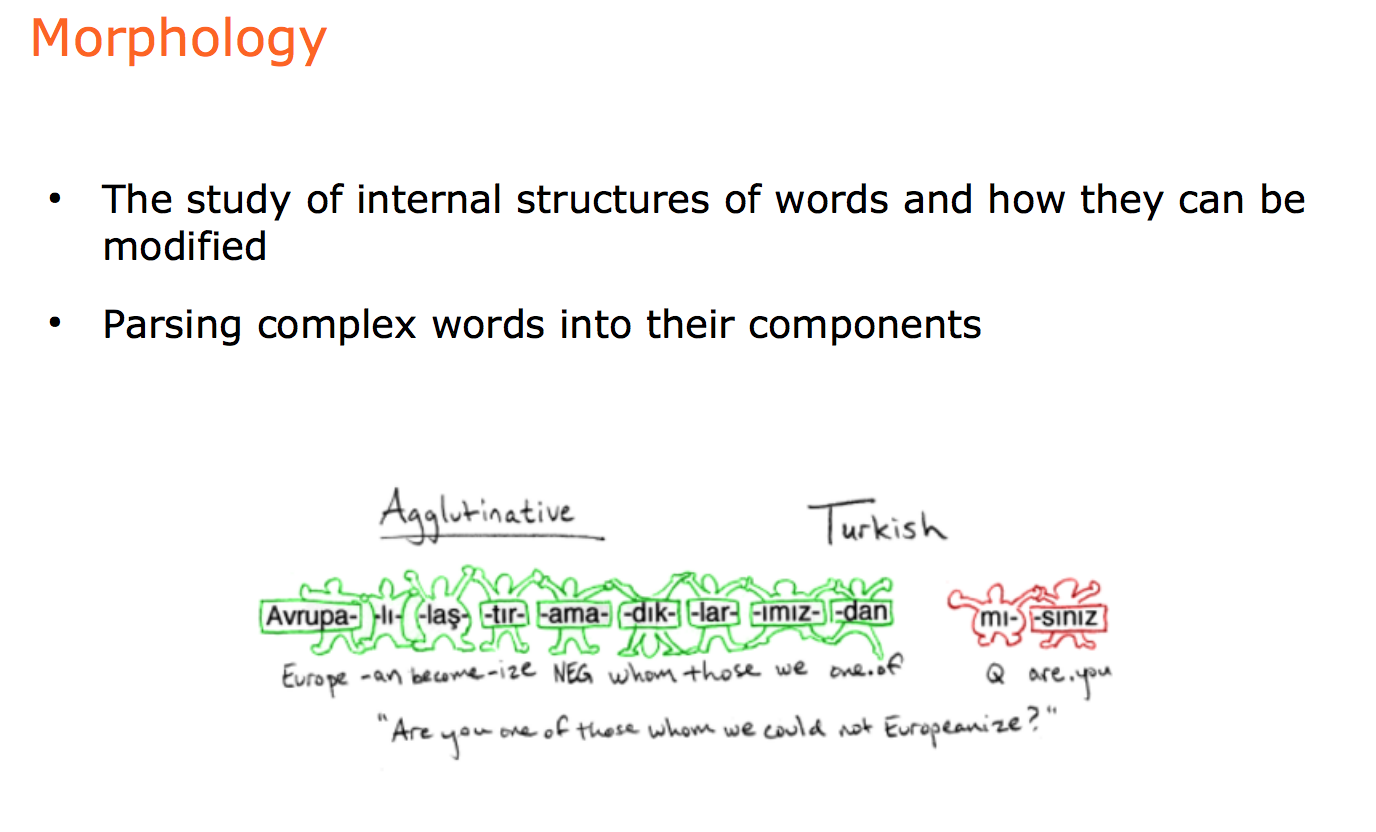 Morphology
• The study of internal structures of words and how they can be
modified
• Parsing complex words into their components
Agglutinative Turkish
Avrupa- -lı- -laş- -tır- -ama- -dık- -lar- -ımız- -dan mı- -sınız
Europe -an become -ize NEG whom those we one.of Q are.you
"Are you one of those whom we could not Europeanize?"